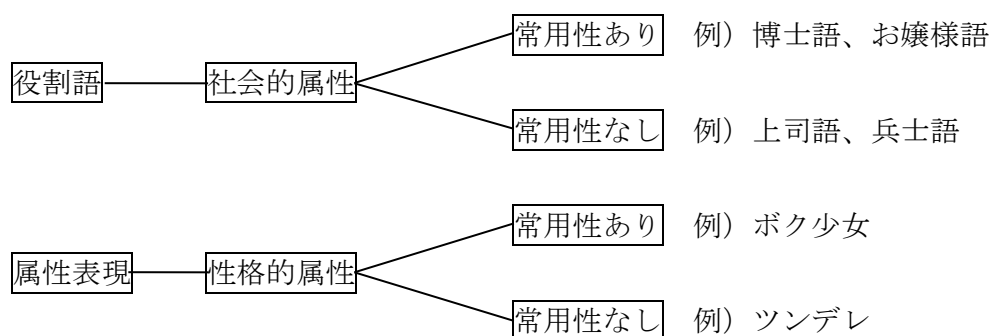 常用性あり 例）博士語、お嬢様語
役割語 社会的属性
常用性なし 例）上司語、兵士語
常用性あり 例）ボク少女
属性表現 性格的属性
常用性なし 例）ツンデレ